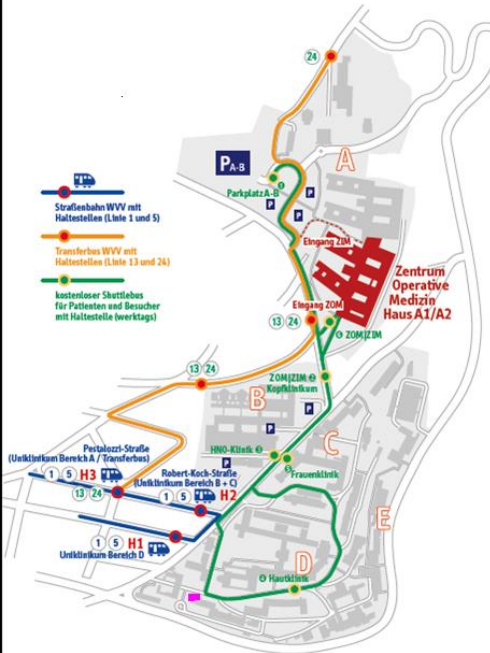 24
A
PA-B
Parkplatz A-B
P
P
P
P
Straßenbahn WVV mit
Haltestellen (Linie 1 und 5)
Eingang ZIM
Transferbus WVV mit
Haltestellen (Linie 13 und 24)
Zentrum
Operative
Medizin
Haus A1/A2
kostenloser Shuttlebus
für Patienten und Besucher
mit Haltestelle (werktags)
Eingang ZOM
13 24
ZOM/ZIM
13 24
ZOM|ZIM 2
Kopfklinikum
B
P
P
C
Pestalozzi-Straße
(Uniklinikum Bereich A / Transferbus)
HNO-Klinik 3
P
Frauenklinik
1 5 H3
13 24
Robert-Koch-Straße
(Uniklinikum Bereich B + C)
1 5 H2
E
1 5 H1
Uniklinikum Bereich D
D
Hautklinik